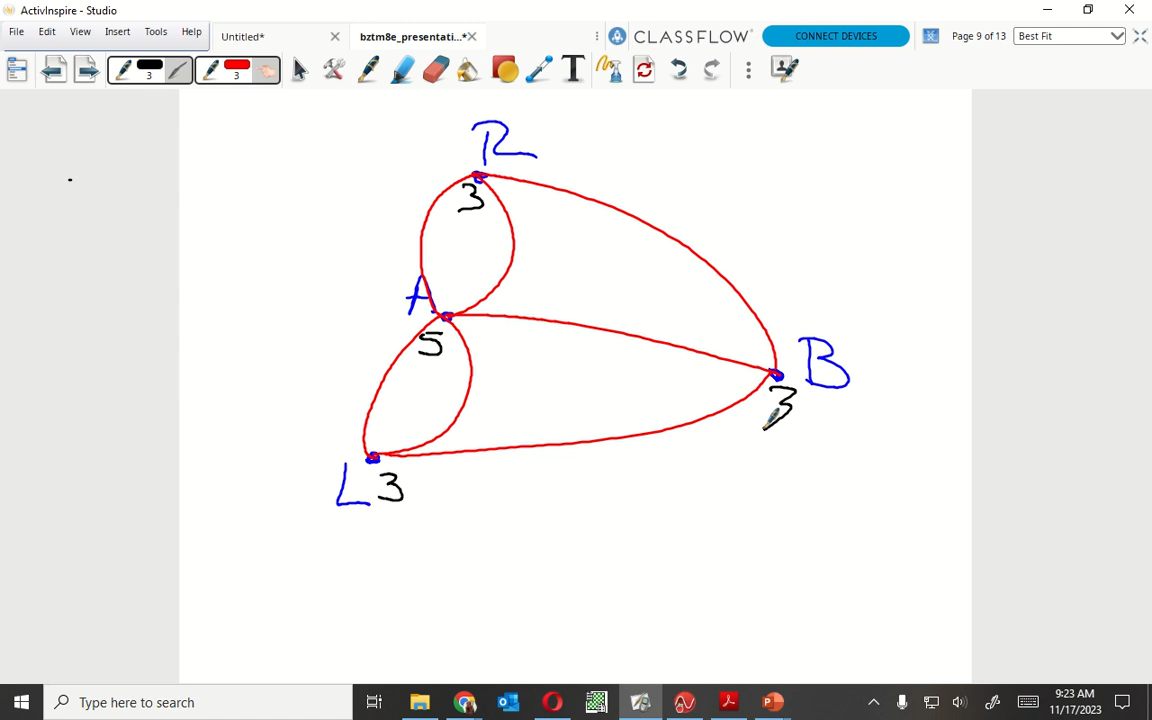 ActivInspire - Studio
File Edit View Insert Tools Help
Untitled*
bztm8e_presentati...*
CLASSFLOW
CONNECT DEVICES
Page 9 of 13
Best Fit
3
3
T
R
3
A
5
B
3
L 3
Type here to search
9:23 AM
11/17/2023